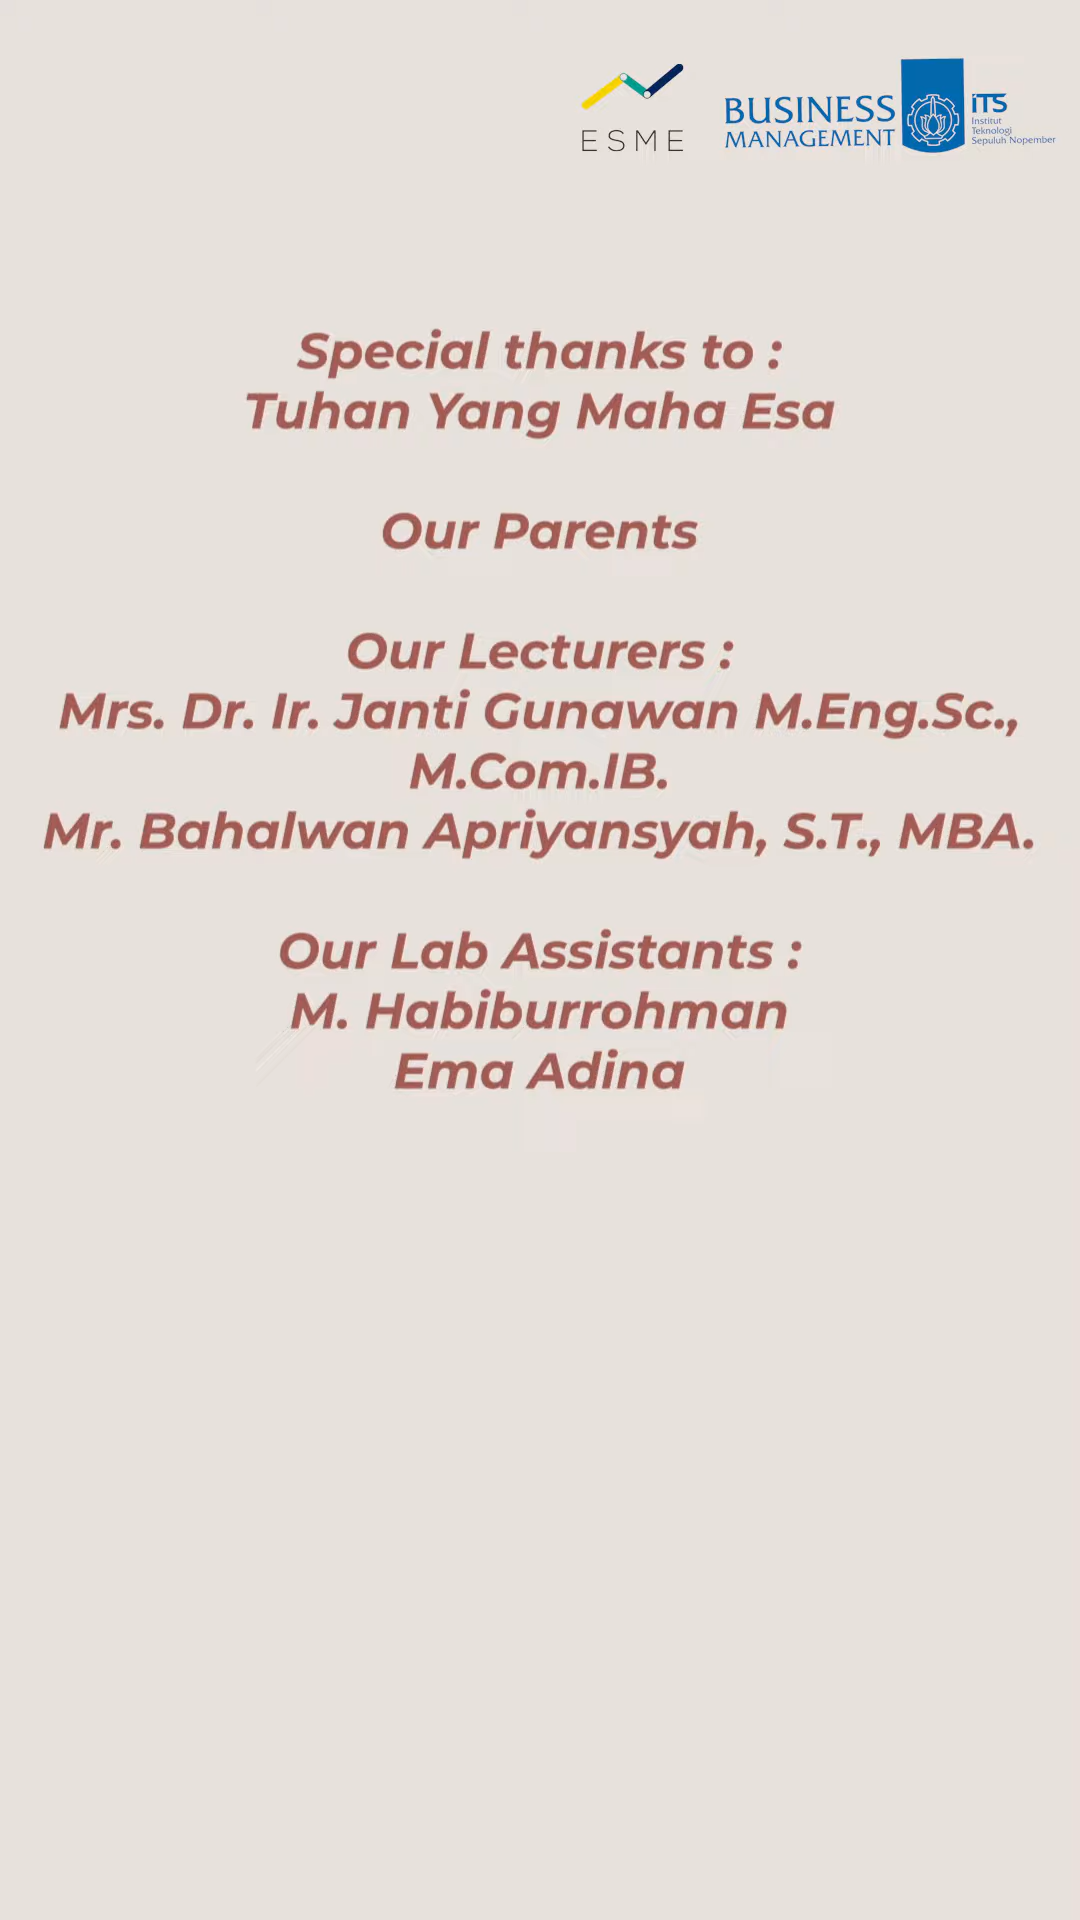 ESME
BUSINESS
MANAGEMENT
iTS
Institut
Teknologi
Sepuluh Nopember
Special thanks to :
Tuhan Yang Maha Esa
Our Parents
Our Lecturers :
Mrs. Dr. Ir. Janti Gunawan M.Eng.Sc.,
M.Com.IB.
Mr. Bahalwan Apriyansyah, S.T., MBA.
Our Lab Assistants :
M. Habiburrohman
Ema Adina